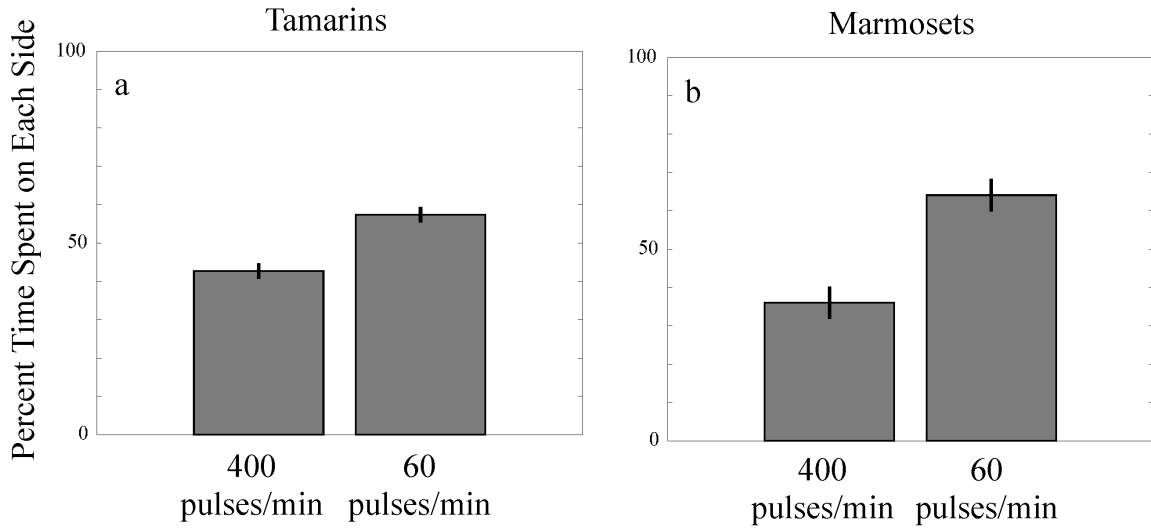 Tamarins
Marmosets
Percent Time Spent on Each Side
100
a
50
0
400
pulses/min
60
pulses/min
100
b
50
0
400
pulses/min
60
pulses/min